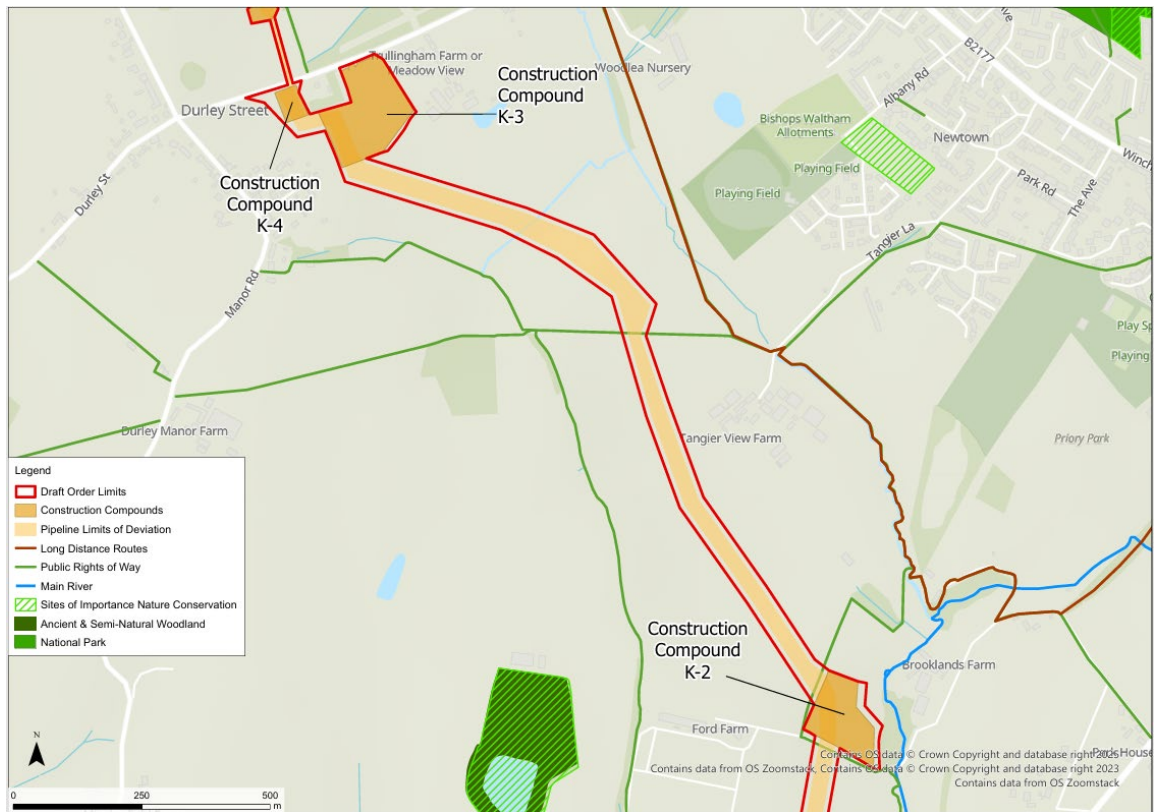 Trullingham Farm or
Meadow View
Construction
Compound
K-3
Woodlea Nursery
B2177
Albany Rd
Durley Street
Bishops Waltham
Allotments
Newtown
Winch
Playing Field
Playing Field
Park Rd
The Ave
Construction
Compound
K-4
Durley St
Tangier La
Manor Rd
Play Sp
Playing
Durley Manor Farm
Tangier View Farm
Priory Park
Legend
Draft Order Limits
Construction Compounds
Pipeline Limits of Deviation
Long Distance Routes
Public Rights of Way
Main River
Sites of Importance Nature Conservation
Ancient & Semi-Natural Woodland
National Park
Construction
Compound
K-2
Brooklands Farm
Ford Farm
N
Contains OS data © Crown Copyright and database right 2025
Contains data from OS Zoomstack, Contains OS data © Crown Copyright and database right 2023
Contains data from OS Zoomstack
0 250 500
m